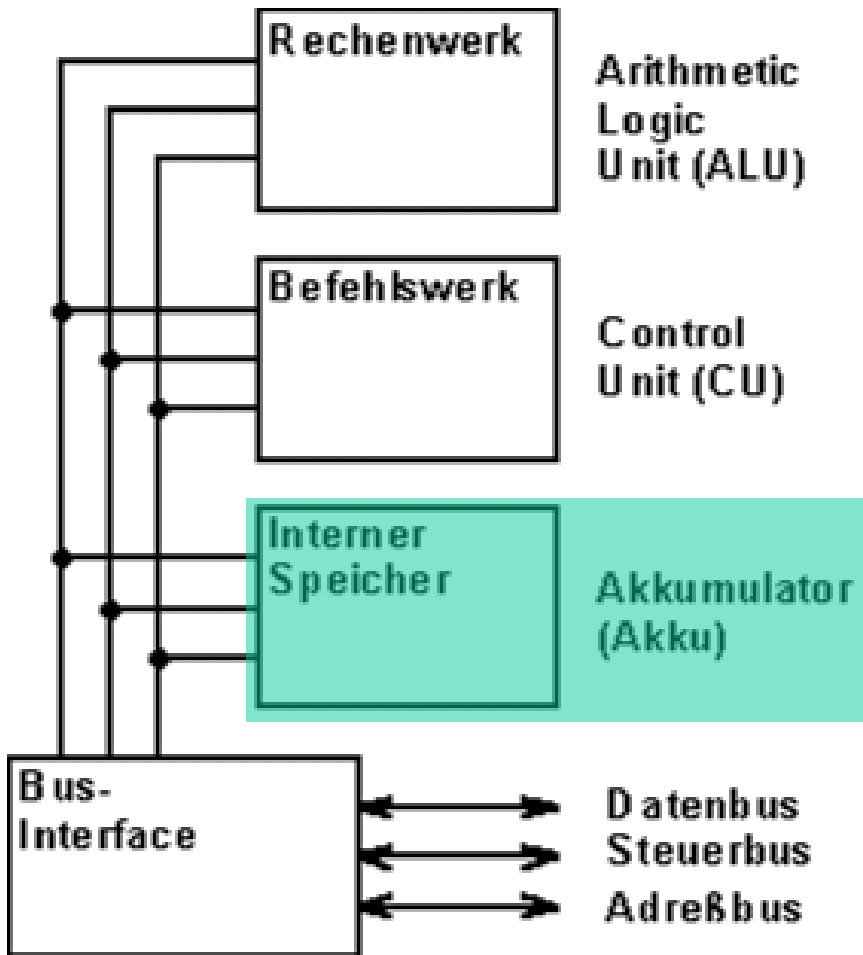 Rechenwerk
Arithmetic
Logic
Unit (ALU)
Befehlswerk
Control
Unit (CU)
Interner
Speicher
Akkumulator
(Akku)
Bus-
Interface
Datenbus
Steuerbus
Adreßbus